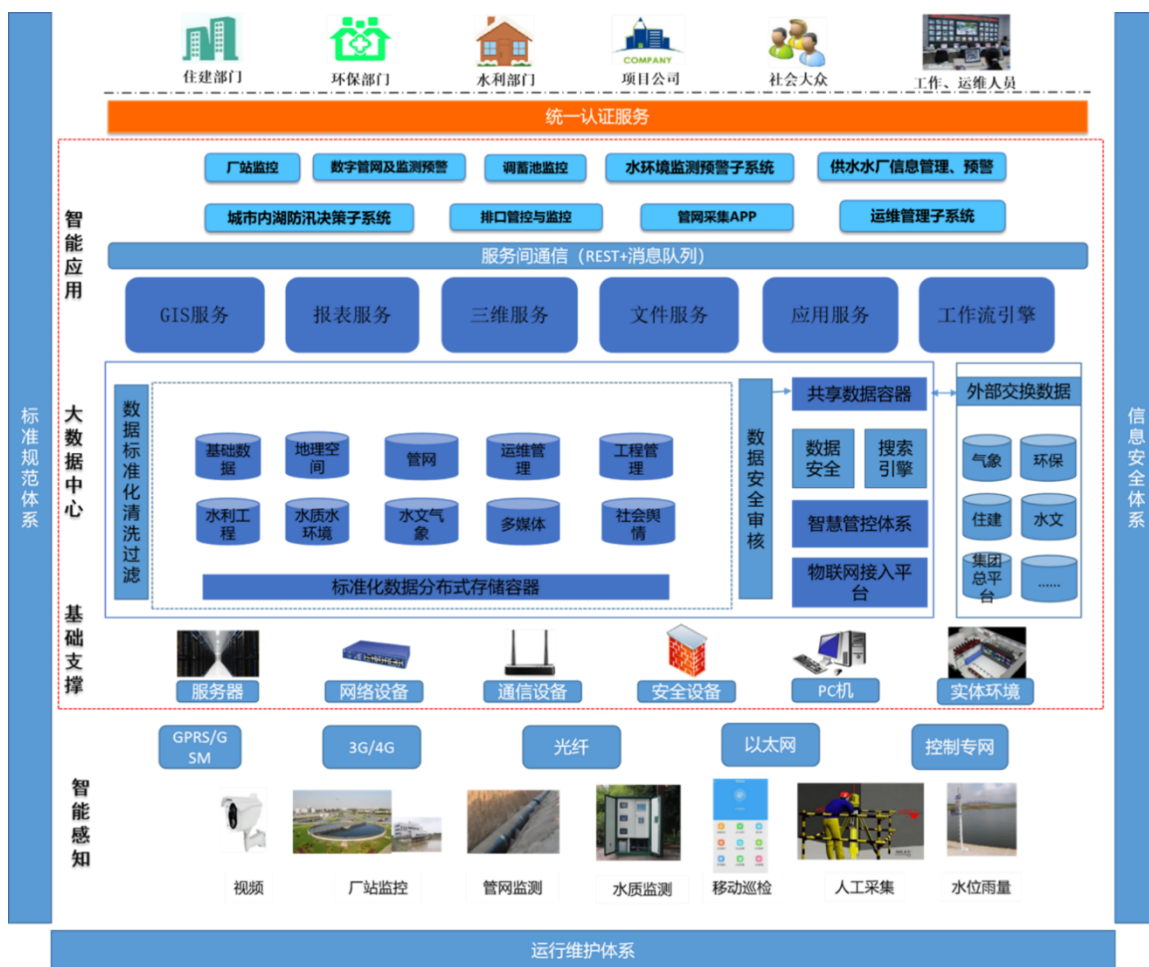 COMPANY
住建部门
环保部门
水利部门
项目公司
社会大众
工作、运维人员
统一认证服务
厂站监控
数字管网及监测预警
调蓄池监控
水环境监测预警子系统
供水水厂信息管理、预警
城市内湖防汛决策子系统
排口管控与监控
管网采集APP
运维管理子系统
智能应用
服务间通信（REST+消息队列）
GIS服务
报表服务
三维服务
文件服务
应用服务
工作流引擎
标准规范体系
大数据中心
数据标准化清洗过滤
基础数
据
地理空
间
管网
运维管
理
工程管
理
水利工
程
水质水
环境
水文气
象
多媒体
社会舆
情
标准化数据分布式存储容器
数据安全审核
共享数据容器
数据
安全
搜索
引擎
智慧管控体系
物联网接入平
台
外部交换数据
气象
环保
住建
水文
集团
总平
台
......
信息安全体系
基础支撑
服务器
网络设备
通信设备
安全设备
PC机
实体环境
GPRS/G
SM
3G/4G
光纤
以太网
控制专网
智能感知
视频
厂站监控
管网监测
水质监测
移动巡检
人工采集
水位雨量
运行维护体系